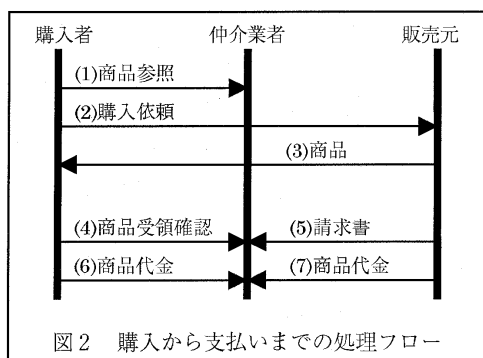 購入者 仲介業者 販売元
(1)商品参照
(2)購入依頼
(3)商品
(4)商品受領確認 (5)請求書
(6)商品代金 (7)商品代金
図2 購入から支払いまでの処理フロー